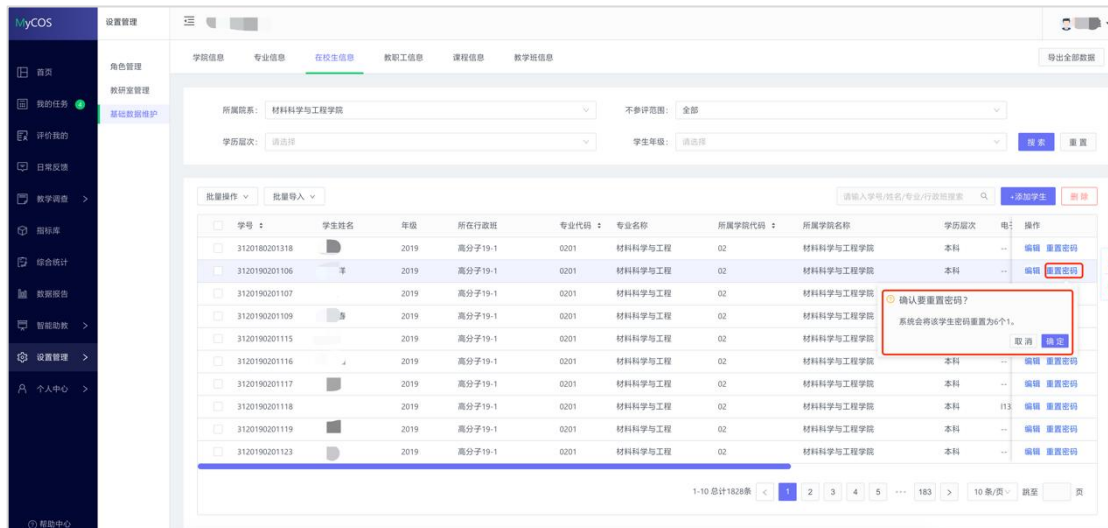 MyCOS
设置管理
首页
我的任务 4
评价我的
日常反馈
教学调查
指标库
综合统计
数据报告
智能助教
设置管理
个人中心
帮助中心
角色管理
教研室管理
基础数据维护
学院信息 专业信息 在校生信息 教职工信息 课程信息 教学班信息 导出全部数据
所属院系： 材料科学与工程学院 不参评范围： 全部
学历层次： 请选择 学生年级： 请选择 搜索 重置
批量操作 批量导入 请输入学号/姓名/专业/行政班搜索 +添加学生 删除
学号 学生姓名 年级 所在行政班 专业代码 专业名称 所属学院代码 所属学院名称 学历层次 操作
3120180201318 2019 高分子19-1 0201 材料科学与工程 02 材料科学与工程学院 本科 -- 编辑 重置密码
3120190201106 洋 2019 高分子19-1 0201 材料科学与工程 02 材料科学与工程学院 本科 -- 编辑 重置密码
3120190201107 2019 高分子19-1 0201 材料科学与工程 02 材料科学与工程学院
3120190201109 2019 高分子19-1 0201 材料科学与工程 02 材料科学与工程学院
3120190201115 2019 高分子19-1 0201 材料科学与工程 02 材料科学与工程学院
3120190201116 2019 高分子19-1 0201 材料科学与工程 02 材料科学与工程学院 本科 -- 编辑 重置密码
3120190201117 2019 高分子19-1 0201 材料科学与工程 02 材料科学与工程学院 本科 -- 编辑 重置密码
3120190201118 2019 高分子19-1 0201 材料科学与工程 02 材料科学与工程学院 本科 编辑 重置密码
3120190201119 2019 高分子19-1 0201 材料科学与工程 02 材料科学与工程学院 本科 -- 编辑 重置密码
3120190201123 2019 高分子19-1 0201 材料科学与工程 02 材料科学与工程学院 本科 -- 编辑 重置密码
确认要重置密码？
系统会将该学生密码重置为6个1。
取消 确定
1-10 总计1828条 < 1 2 3 4 5 ··· 183 > 10 条/页 跳至 页